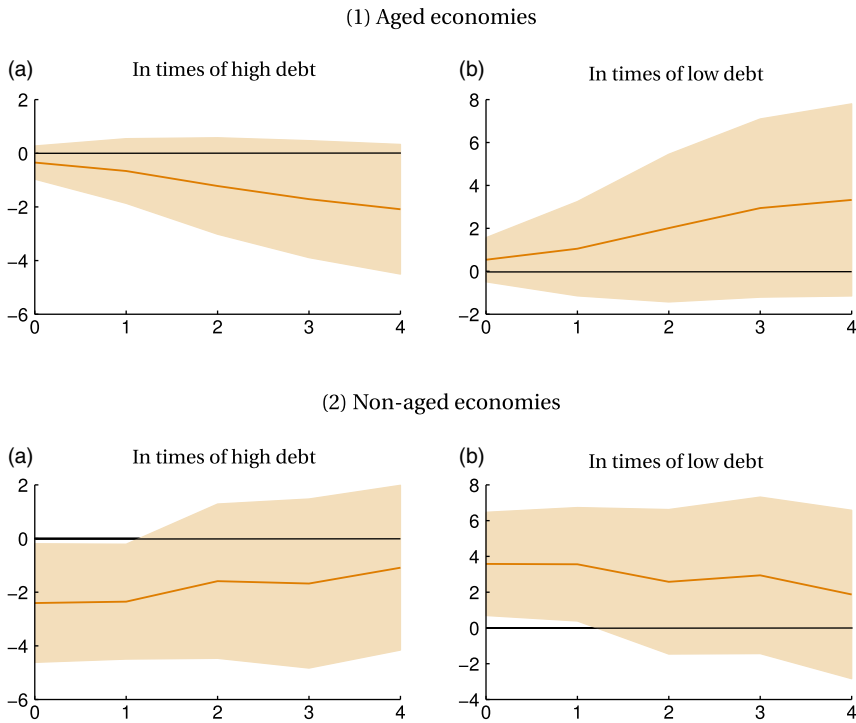 (1) Aged economies
(a) In times of high debt
2
0
−2
−4
−6
0 1 2 3 4
(b) In times of low debt
8
6
4
2
0
−2
0 1 2 3 4
(2) Non-aged economies
(a) In times of high debt
2
0
−2
−4
−6
0 1 2 3 4
(b) In times of low debt
8
6
4
2
0
−2
−4
0 1 2 3 4